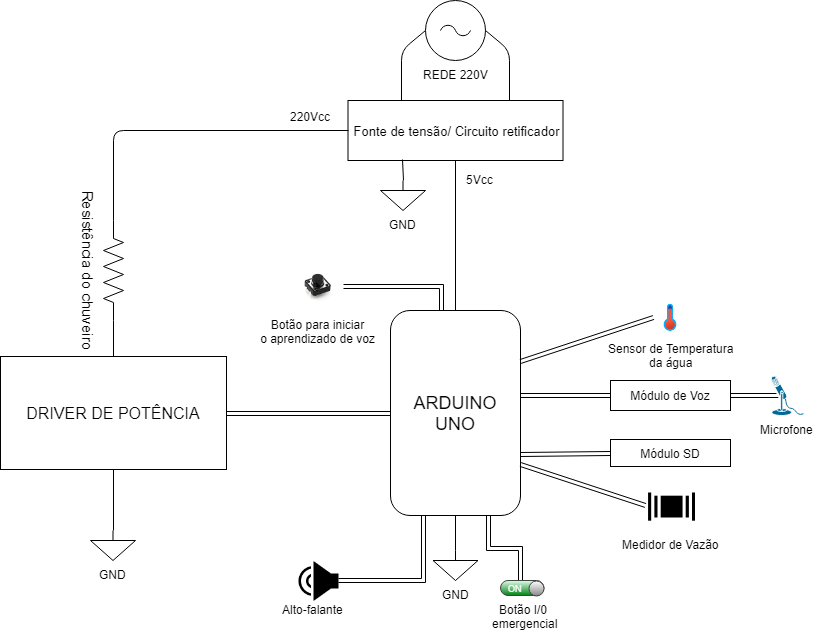 REDE 220V
220Vcc
Fonte de tensão/ Circuito retificador
5Vcc
GND
Resistência do chuveiro
Botão para iniciar
o aprendizado de voz
Sensor de Temperatura
da água
DRIVER DE POTÊNCIA
ARDUINO
UNO
Módulo de Voz
Microfone
Módulo SD
Medidor de Vazão
GND
Alto-falante
GND
ON
Botão I/0
emergencial